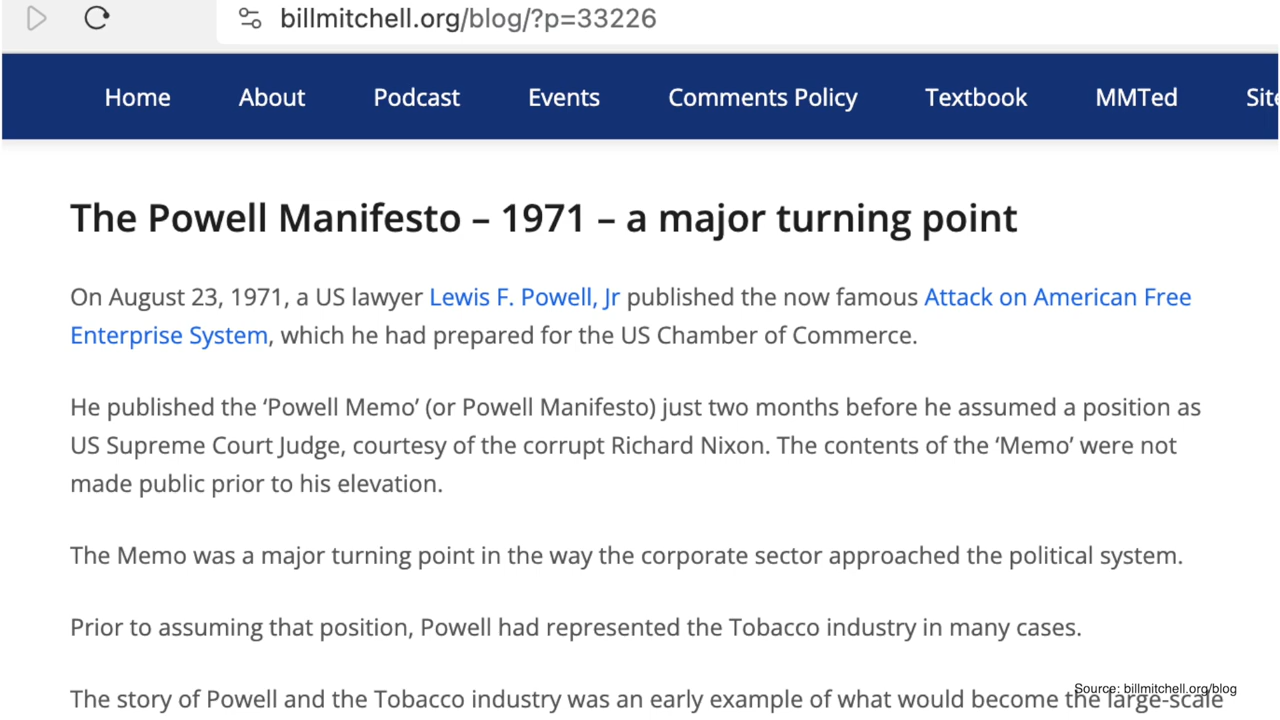 billmitchell.org/blog/?p=33226
Home About Podcast Events Comments Policy Textbook MMTed Site
The Powell Manifesto – 1971 – a major turning point
On August 23, 1971, a US lawyer Lewis F. Powell, Jr published the now famous Attack on American Free
Enterprise System, which he had prepared for the US Chamber of Commerce.
He published the ‘Powell Memo’ (or Powell Manifesto) just two months before he assumed a position as
US Supreme Court Judge, courtesy of the corrupt Richard Nixon. The contents of the ‘Memo’ were not
made public prior to his elevation.
The Memo was a major turning point in the way the corporate sector approached the political system.
Prior to assuming that position, Powell had represented the Tobacco industry in many cases.
The story of Powell and the Tobacco industry was an early example of what would become the large-scale
Source: billmitchell.org/blog